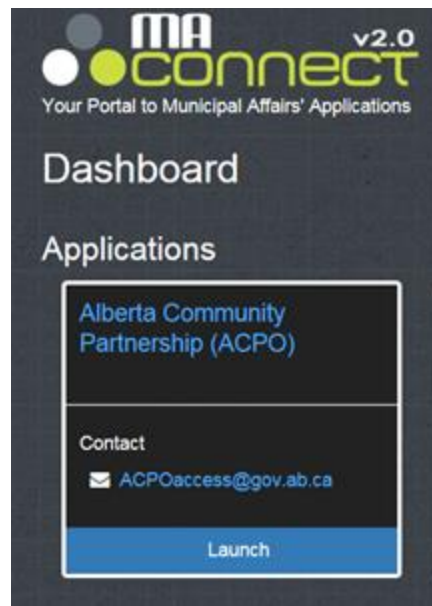 MA
v2.0
connect
Your Portal to Municipal Affairs' Applications
Dashboard
Applications
Alberta Community
Partnership (ACPO)
Contact
ACPOaccess@gov.ab.ca
Launch